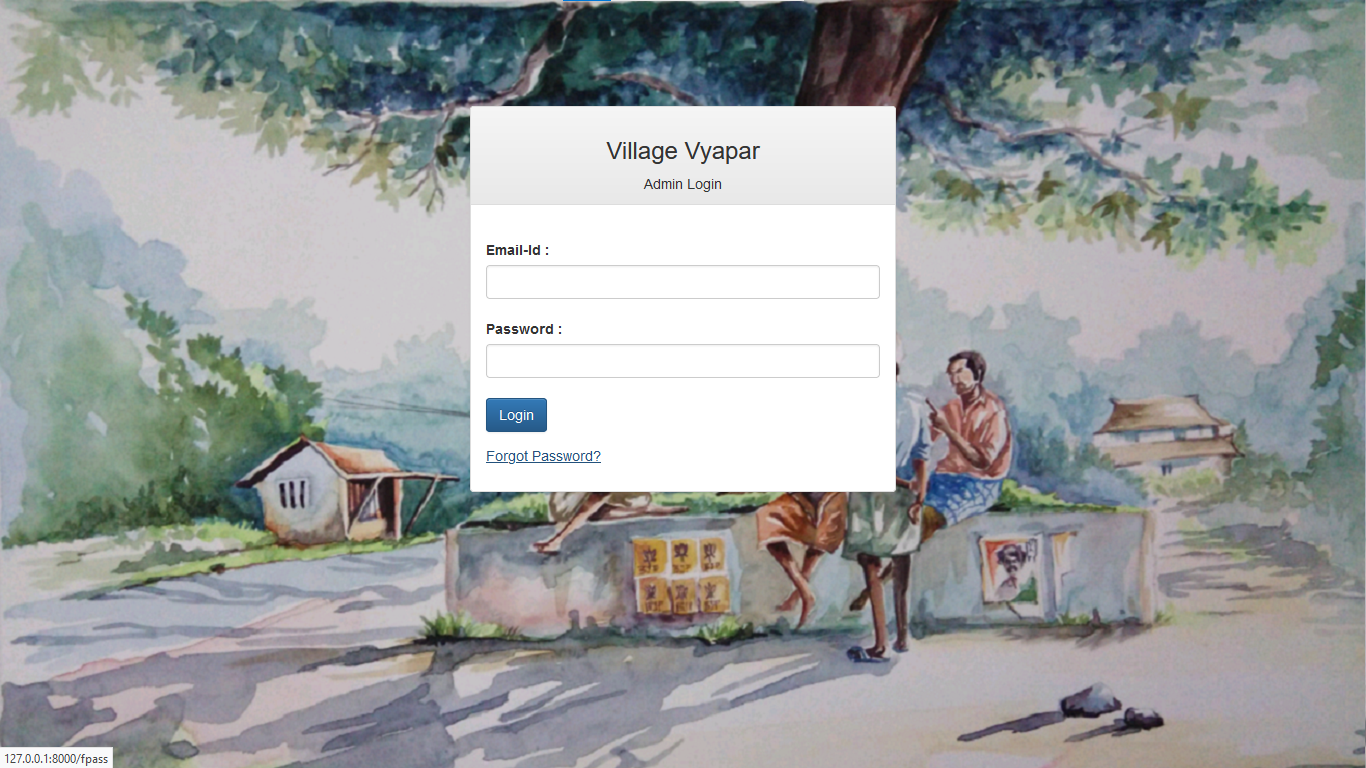 Village Vyapar
Admin Login
Email-Id :
Password :
Login
Forgot Password?
127.0.0.1:8000/fpass